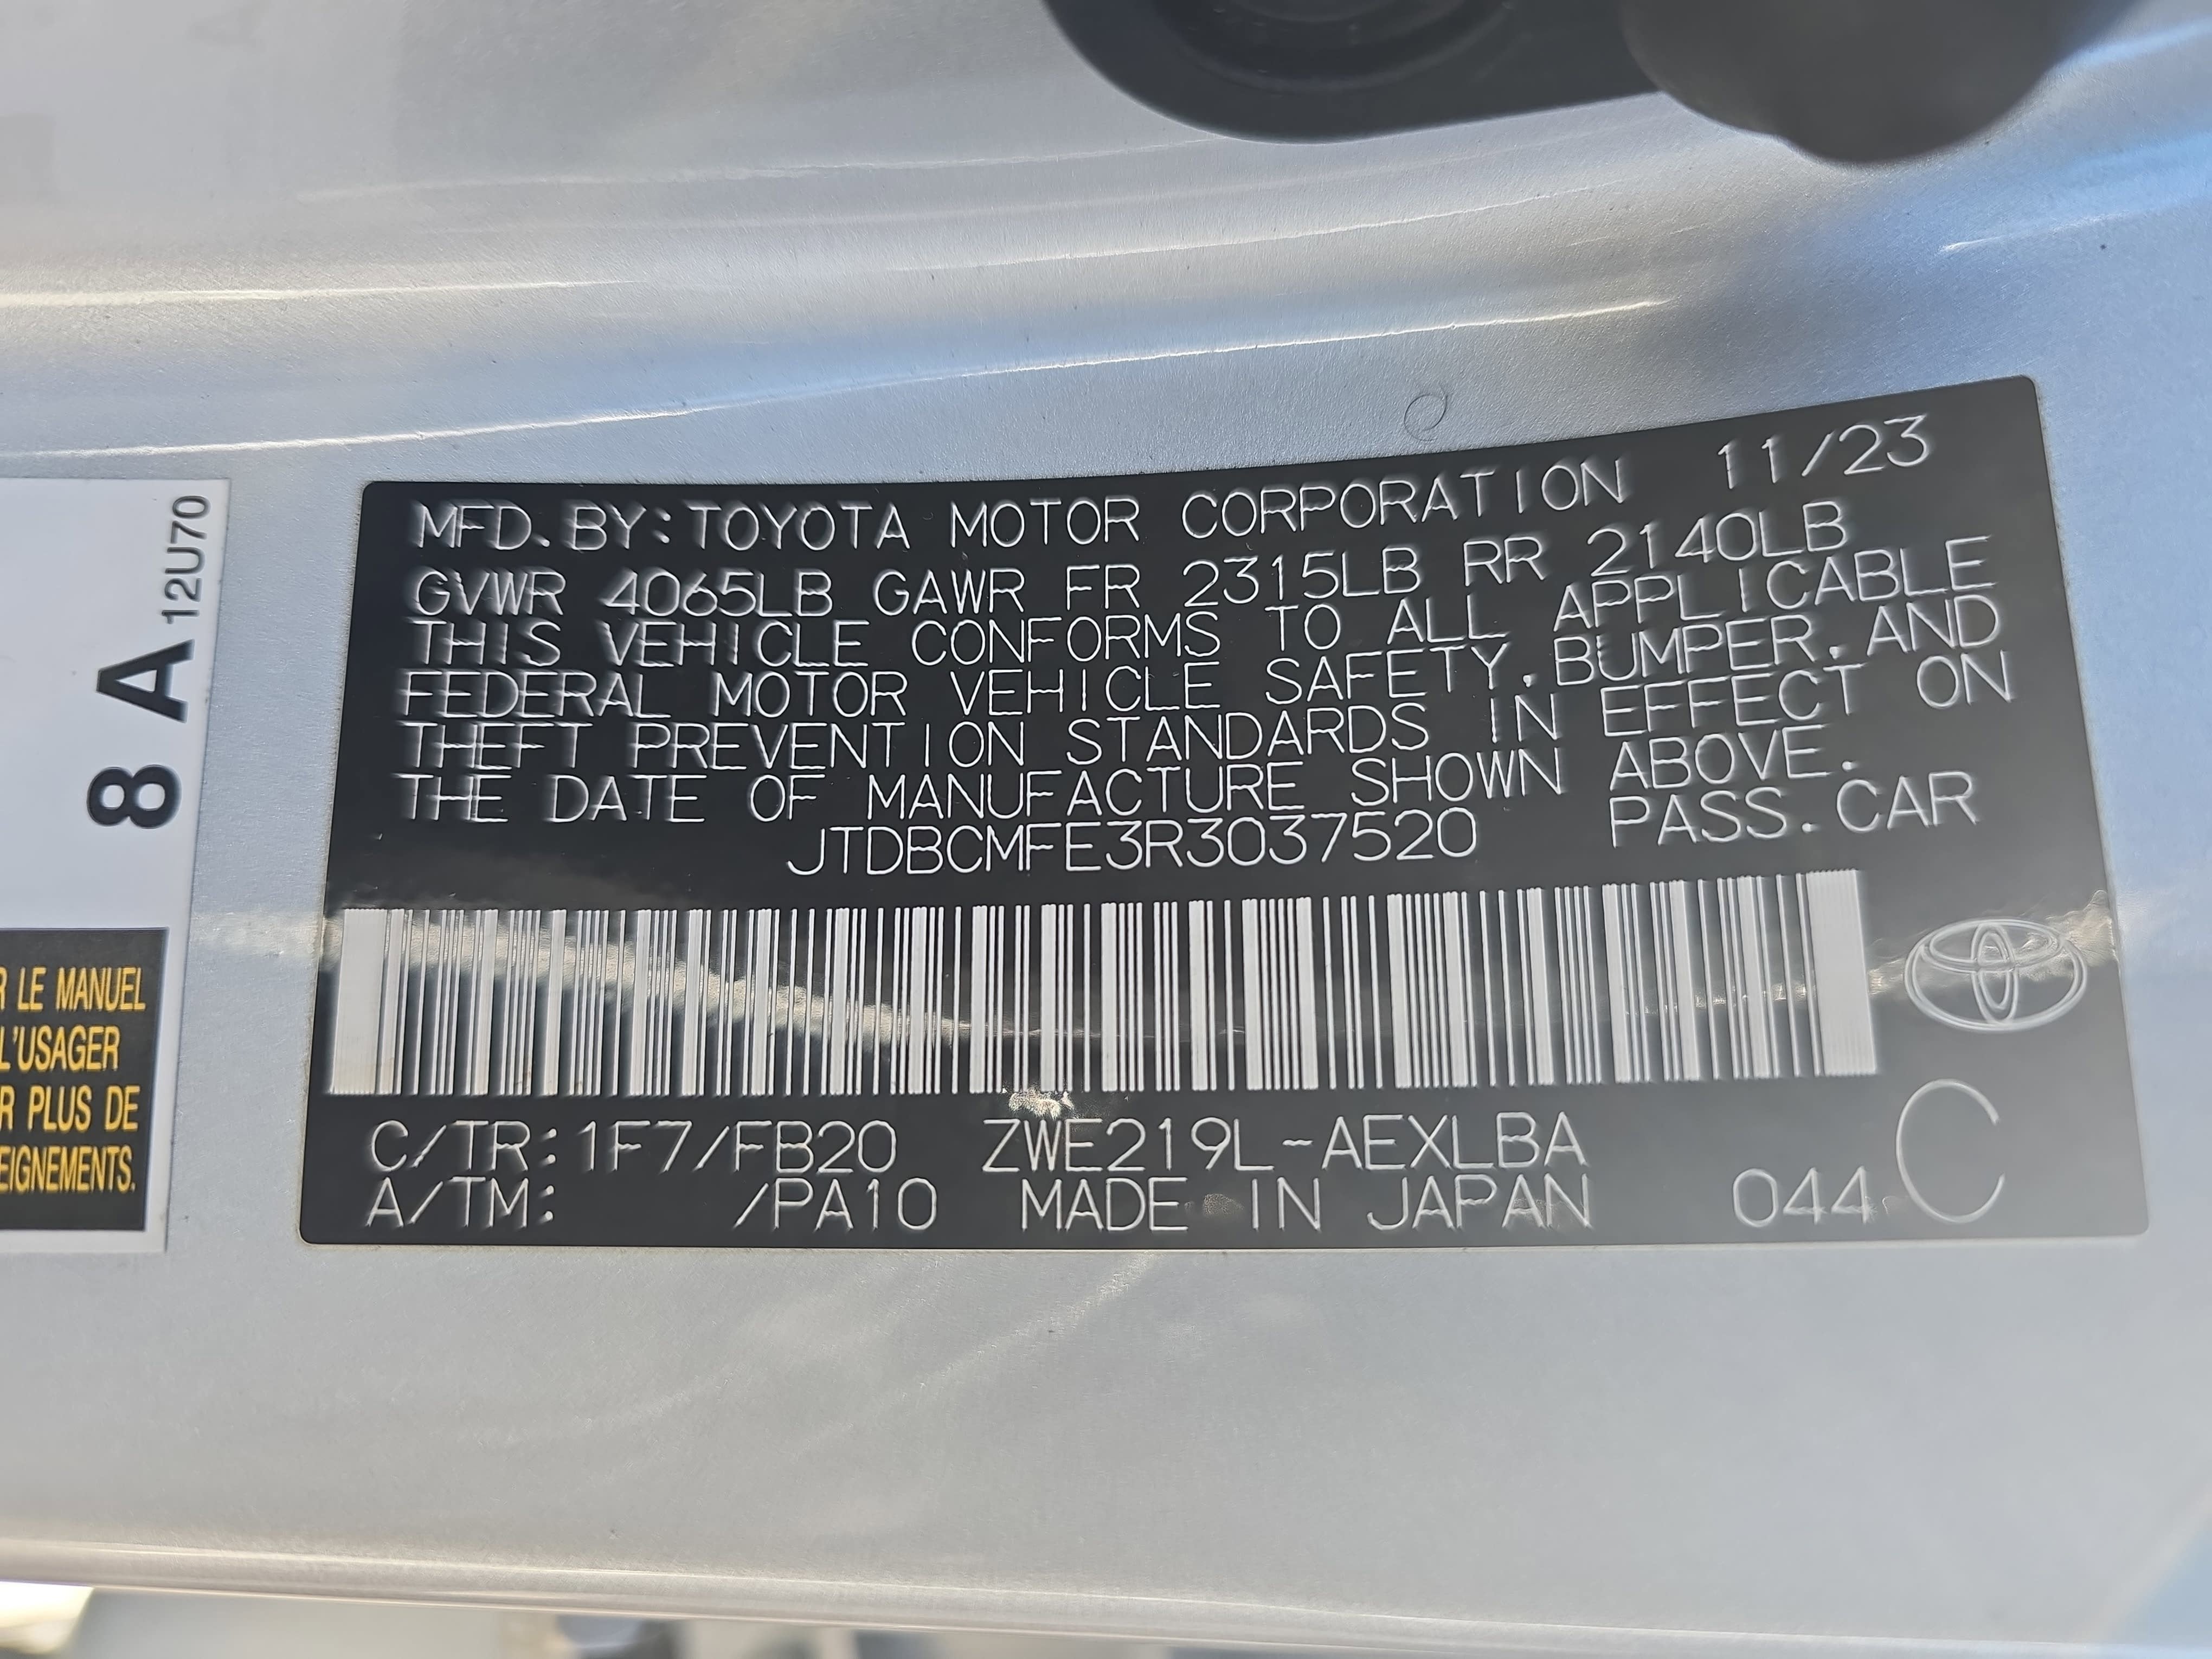 MFD. BY: TOYOTA MOTOR CORPORATION 11/23
GVWR 4065LB GAWR FR 2315LB RR 2140LB
THIS VEHICLE CONFORMS TO ALL APPLICABLE
FEDERAL MOTOR VEHICLE SAFETY, BUMPER, AND
THEFT PREVENTION STANDARDS IN EFFECT ON
THE DATE OF MANUFACTURE SHOWN ABOVE.
JTDBCMFE3R3037520 PASS. CAR
C/TR: 1F7/FB20 ZWE219L-AEXLBA
A/TM: /PA10 MADE IN JAPAN 044 C
8 A 12U70
R LE MANUEL
L'USAGER
R PLUS DE
EIGNEMENTS.